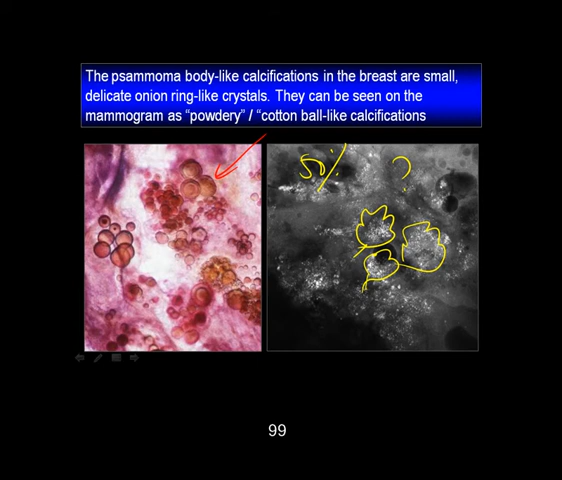 The psammoma body-like calcifications in the breast are small,
delicate onion ring-like crystals. They can be seen on the
mammogram as “powdery” / “cotton ball-like calcifications
50% ?
99